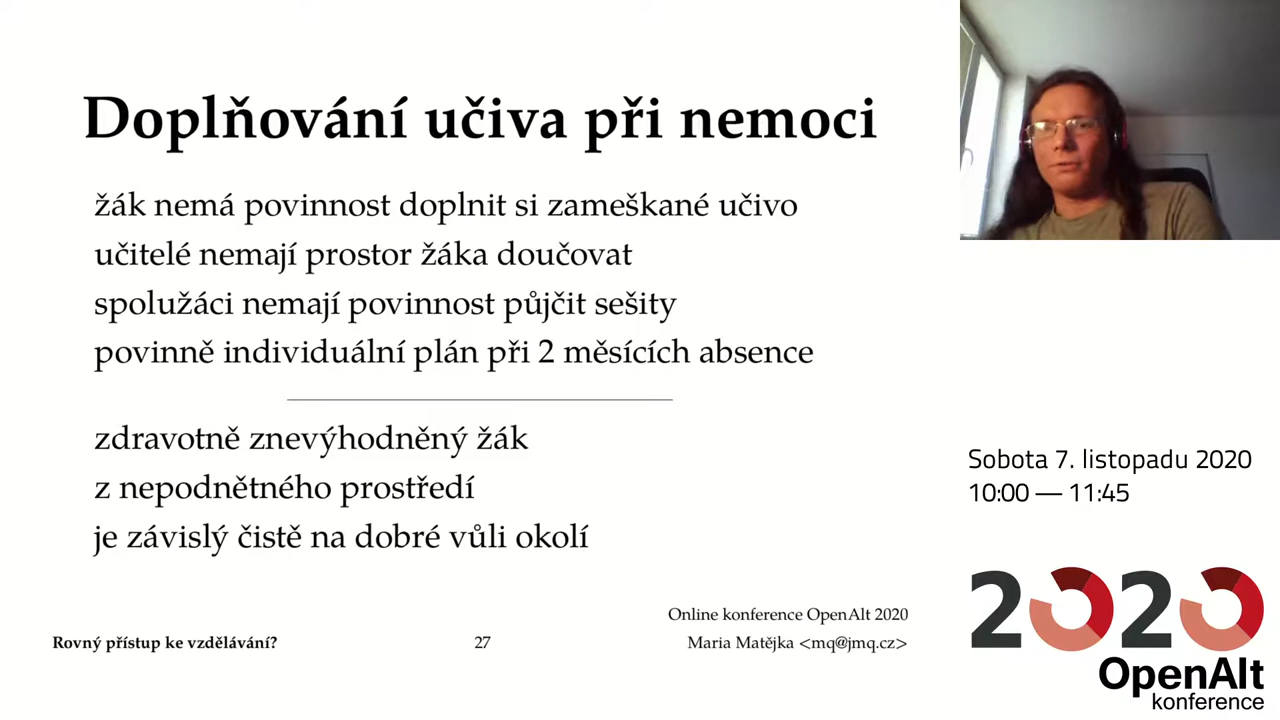 Doplňování učiva při nemoci
žák nemá povinnost doplnit si zameškané učivo
učitelé nemají prostor žáka doučovat
spolužáci nemají povinnost půjčit sešity
povinně individuální plán při 2 měsících absence
zdravotně znevýhodněný žák
z nepodnětného prostředí
je závislý čistě na dobré vůli okolí
Online konference OpenAlt 2020
Rovný přístup ke vzdělávání?
27
Maria Matějka <mq@jmq.cz>
Sobota 7. listopadu 2020
10:00 — 11:45
2020
OpenAlt
konference